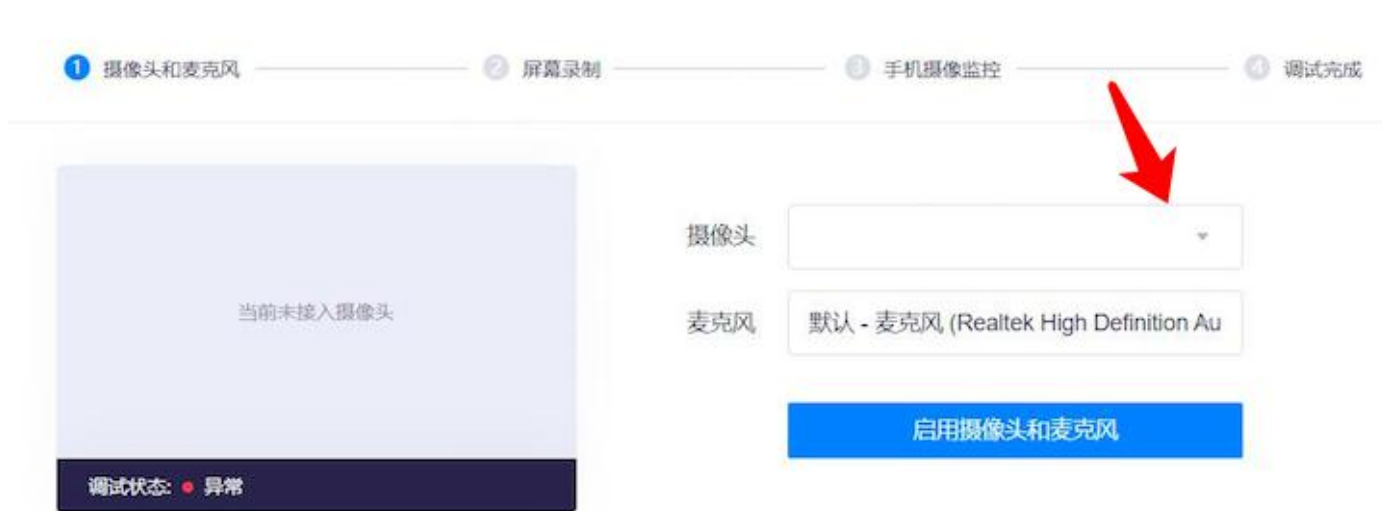 1 摄像头和麦克风 2 屏幕录制 3 手机摄像监控 4 调试完成
摄像头
当前未接入摄像头
麦克风 默认 - 麦克风 (Realtek High Definition Au
启用摄像头和麦克风
调试状态: 异常